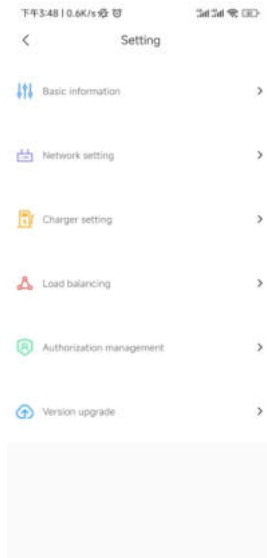 下午3:48 | 0.6K/s
Setting
Basic information
Network setting
Charger setting
Load balancing
Authorization management
Version upgrade